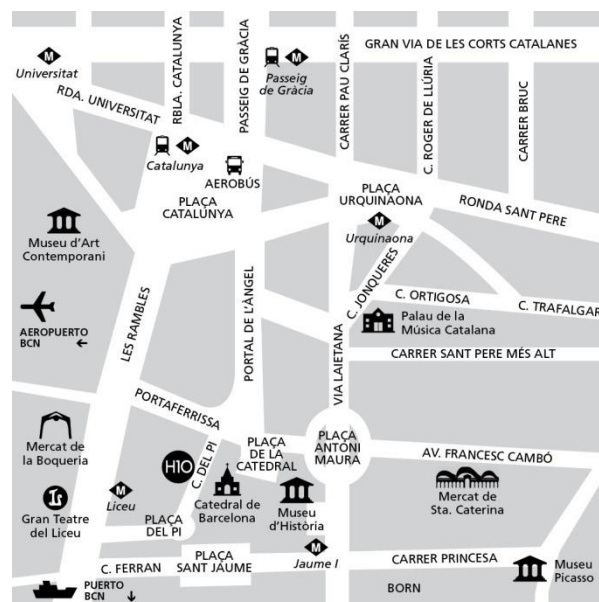 GRAN VIA DE LES CORTS CATALANES
M
Universitat
M
Passeig
de Gràcia
RBLA. CATALUNYA
PASSEIG DE GRÀCIA
CARRER PAU CLARÍS
C. ROGER DE LLÚRIA
CARRER BRUC
RDA. UNIVERSITAT
M
Catalunya
AEROBÚS
PLAÇA
CATALUNYA
PLAÇA
URQUINAONA
RONDA SANT PERE
M
Urquinaona
Museu d'Art
Contemporani
C. JONQUERES
C. ORTIGOSA
C. TRAFALGAR
AEROPUERTO
BCN ←
LES RAMBLES
PORTAL DE L'ÀNGEL
Palau de la
Música Catalana
VIA LAIETANA
CARRER SANT PERE MÉS ALT
PORTAFERRISSA
Mercat de
la Boqueria
H10
C. DEL PI
PLAÇA
DE LA
CATEDRAL
PLAÇA
ANTONI
MAURA
AV. FRANCESC CAMBÓ
M
Liceu
Gran Teatre
del Liceu
PLAÇA
DEL PI
Catedral de
Barcelona
Museu
d'Història
Mercat de
Sta. Caterina
C. FERRAN
PLAÇA
SANT JAUME
M
Jaume I
CARRER PRINCESA
Museu
Picasso
PUERTO
BCN ↓
BORN